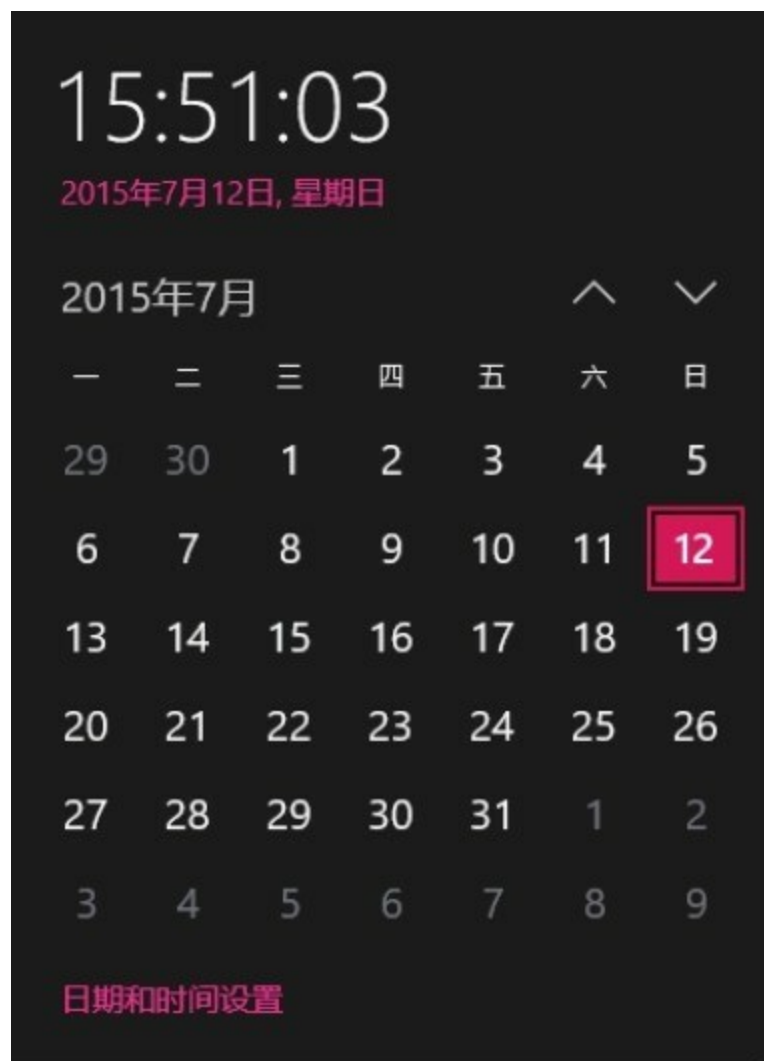 15:51:03
2015年7月12日, 星期日
2015年7月
一 二 三 四 五 六 日
29 30 1 2 3 4 5
6 7 8 9 10 11 12
13 14 15 16 17 18 19
20 21 22 23 24 25 26
27 28 29 30 31 1 2
3 4 5 6 7 8 9
日期和时间设置